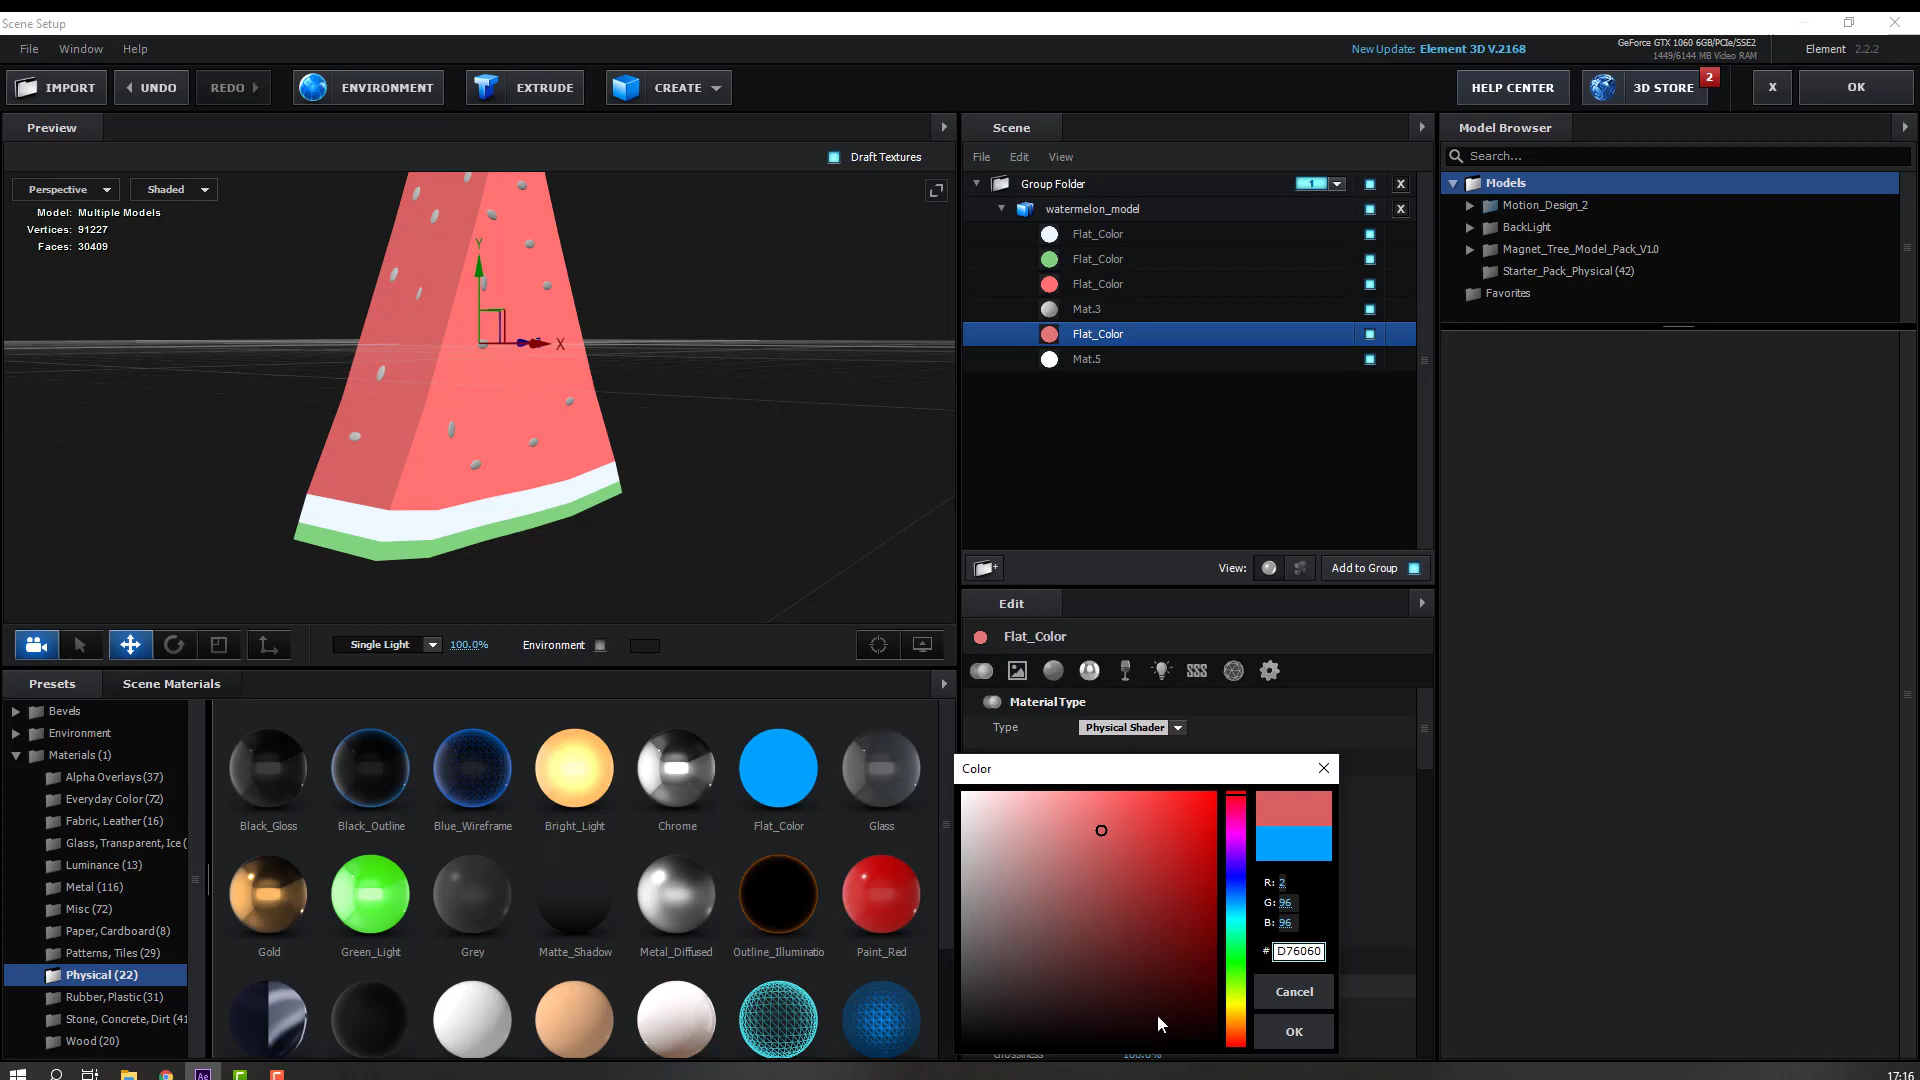 Scene Setup
File Window Help
New Update: Element 3D V.2168
GeForce GTX 1060 6GB/PCIe/SSE2
1449/6144 MB Video RAM
Element 2.2.2
IMPORT
UNDO
REDO
ENVIRONMENT
EXTRUDE
CREATE
HELP CENTER
3D STORE
2
X
OK
Preview
Draft Textures
Perspective
Shaded
Model: Multiple Models
Vertices: 91227
Faces: 30409
Y
X
Single Light
100.0%
Environment
Scene
File Edit View
Group Folder
1
X
watermelon_model
X
Flat_Color
Flat_Color
Flat_Color
Mat.3
Flat_Color
Mat.5
View:
Add to Group
Model Browser
Search...
Models
Motion_Design_2
BackLight
Magnet_Tree_Model_Pack_V1.0
Starter_Pack_Physical (42)
Favorites
Edit
Flat_Color
SSS
Material Type
Type
Physical Shader
Color
R: 2
G: 96
B: 96
# D76060
Cancel
OK
Glossiness
100.0%
Presets
Scene Materials
Bevels
Environment
Materials (1)
Alpha Overlays (37)
Everyday Color (72)
Fabric, Leather (16)
Glass, Transparent, Ice (
Luminance (13)
Metal (116)
Misc (72)
Paper, Cardboard (8)
Patterns, Tiles (29)
Physical (22)
Rubber, Plastic (31)
Stone, Concrete, Dirt (41
Wood (20)
Black_Gloss
Black_Outline
Blue_Wireframe
Bright_Light
Chrome
Flat_Color
Glass
Gold
Green_Light
Grey
Matte_Shadow
Metal_Diffused
Outline_Illuminatio
Paint_Red
Ae
17:16